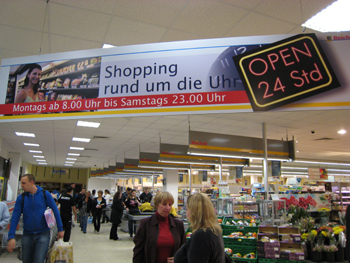 Shopping
rund um die Uhr
Montags ab 8.00 Uhr bis Samstags 23.00 Uhr
OPEN
24 Std